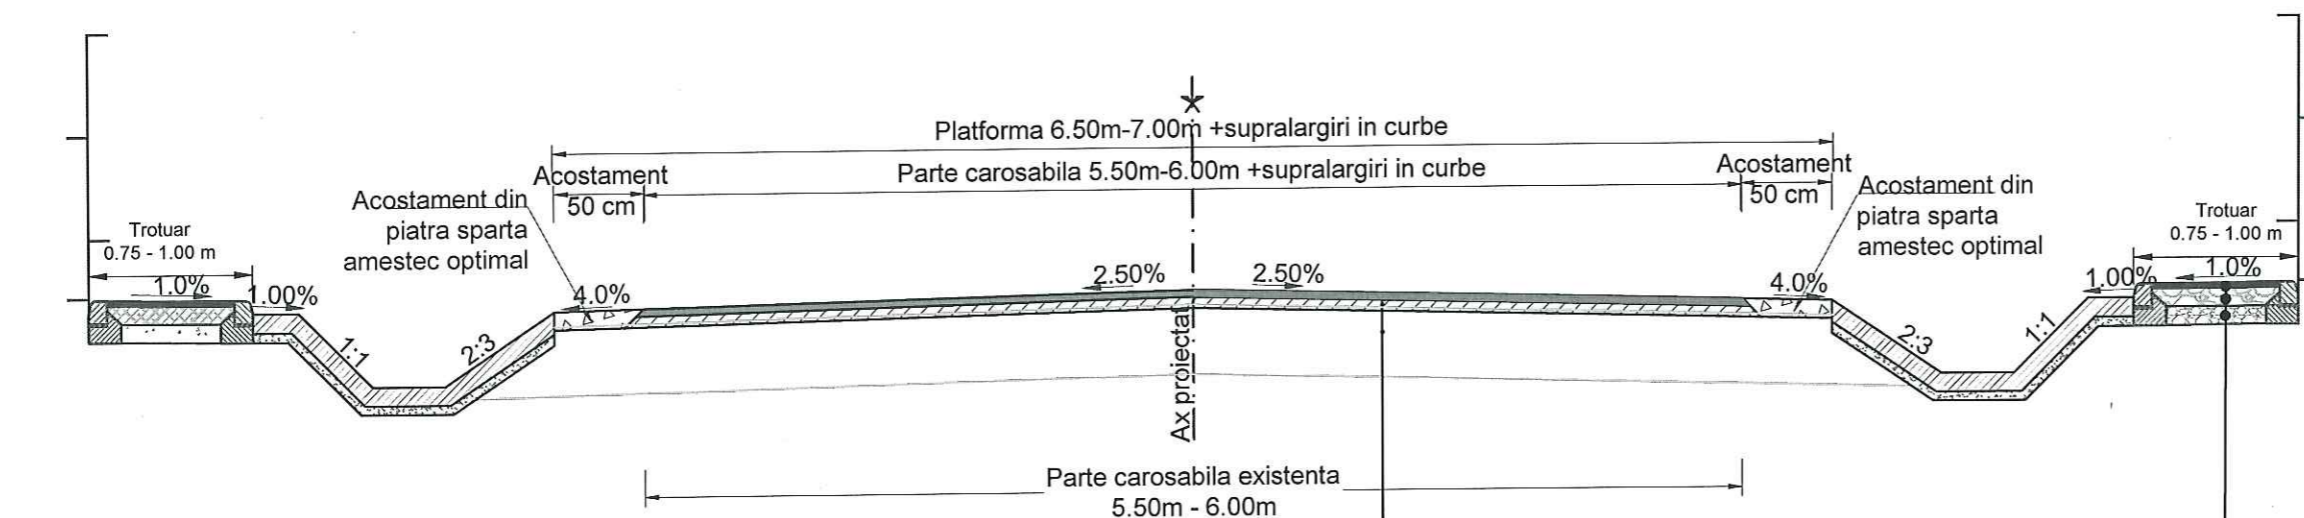 Platforma 6.50m-7.00m +supralargiri in curbe
Parte carosabila 5.50m-6.00m +supralargiri in curbe
Acostament
50 cm
Acostament
50 cm
Acostament din
piatra sparta
amestec optimal
Acostament din
piatra sparta
amestec optimal
Trotuar
0.75 - 1.00 m
Trotuar
0.75 - 1.00 m
1.0%
1.00%
4.0%
2.50%
2.50%
4.0%
1.00%
1.0%
1:1
2:3
2:3
1:1
Ax proiectat
Parte carosabila existenta
5.50m - 6.00m